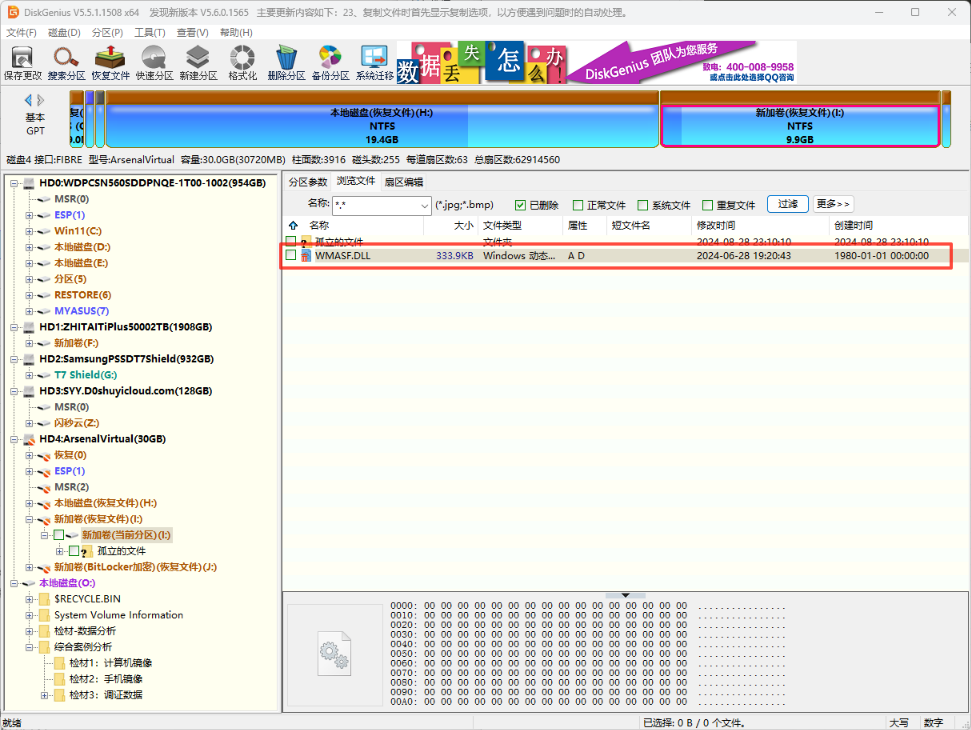 DiskGenius V5.5.1.1508 x64 发现新版本 V5.6.0.1565 主要更新内容如下：23、复制文件时首先显示复制选项，以方便遇到问题时的自动处理。
文件(F) 磁盘(D) 分区(P) 工具(T) 查看(V) 帮助(H)
保存更改 搜索分区 恢复文件 快速分区 新建分区 格式化 删除分区 备份分区 系统迁移
数据丢失怎么办!
DiskGenius 团队为您服务
致电：400-008-9958
或点击此处选择QQ咨询
基本
GPT
本地磁盘(恢复文件)(H:)
NTFS
19.4GB
新加卷(恢复文件)(I:)
NTFS
9.9GB
磁盘4 接口:FIBRE 型号:ArsenalVirtual 容量:30.0GB(30720MB) 柱面数:3916 磁头数:255 每道扇区数:63 总扇区数:62914560
HD0:WDPCSN560SDDPNQE-1T00-1002(954GB)
MSR(0)
ESP(1)
Win11(C:)
本地磁盘(D:)
本地磁盘(E:)
分区(5)
RESTORE(6)
MYASUS(7)
HD1:ZHITAITiPlus50002TB(1908GB)
新加卷(F:)
HD2:SamsungPSSDT7Shield(932GB)
T7 Shield(G:)
HD3:SYY.D0shuyicloud.com(128GB)
MSR(0)
闪秒云(Z:)
HD4:ArsenalVirtual(30GB)
恢复(0)
ESP(1)
MSR(2)
本地磁盘(恢复文件)(H:)
新加卷(恢复文件)(I:)
新加卷(当前分区)(I:)
孤立的文件
新加卷(BitLocker加密)(恢复文件)(J:)
本地磁盘(O:)
$RECYCLE.BIN
System Volume Information
检材-数据分析
综合案例分析
检材1：计算机镜像
检材2：手机镜像
检材3：调证数据
分区参数 浏览文件 扇区编辑
名称: *.* (*.jpg;*.bmp) 已删除 正常文件 系统文件 重复文件 过滤 更多>>
名称 大小 文件类型 属性 短文件名 修改时间 创建时间
孤立的文件 文件夹 2024-08-28 23:10:10 2024-08-28 23:10:10
WMASF.DLL 333.9KB Windows 动态... A D 2024-06-28 19:20:43 1980-01-01 00:00:00
0000: 00 00 00 00 00 00 00 00 00 00 00 00 00 00 00 00 ................
0010: 00 00 00 00 00 00 00 00 00 00 00 00 00 00 00 00 ................
0020: 00 00 00 00 00 00 00 00 00 00 00 00 00 00 00 00 ................
0030: 00 00 00 00 00 00 00 00 00 00 00 00 00 00 00 00 ................
0040: 00 00 00 00 00 00 00 00 00 00 00 00 00 00 00 00 ................
0050: 00 00 00 00 00 00 00 00 00 00 00 00 00 00 00 00 ................
0060: 00 00 00 00 00 00 00 00 00 00 00 00 00 00 00 00 ................
0070: 00 00 00 00 00 00 00 00 00 00 00 00 00 00 00 00 ................
0080: 00 00 00 00 00 00 00 00 00 00 00 00 00 00 00 00 ................
0090: 00 00 00 00 00 00 00 00 00 00 00 00 00 00 00 00 ................
00A0: 00 00 00 00 00 00 00 00 00 00 00 00 00 00 00 00 ................
就绪 已选择: 0 B / 0 个文件。 大写 数字